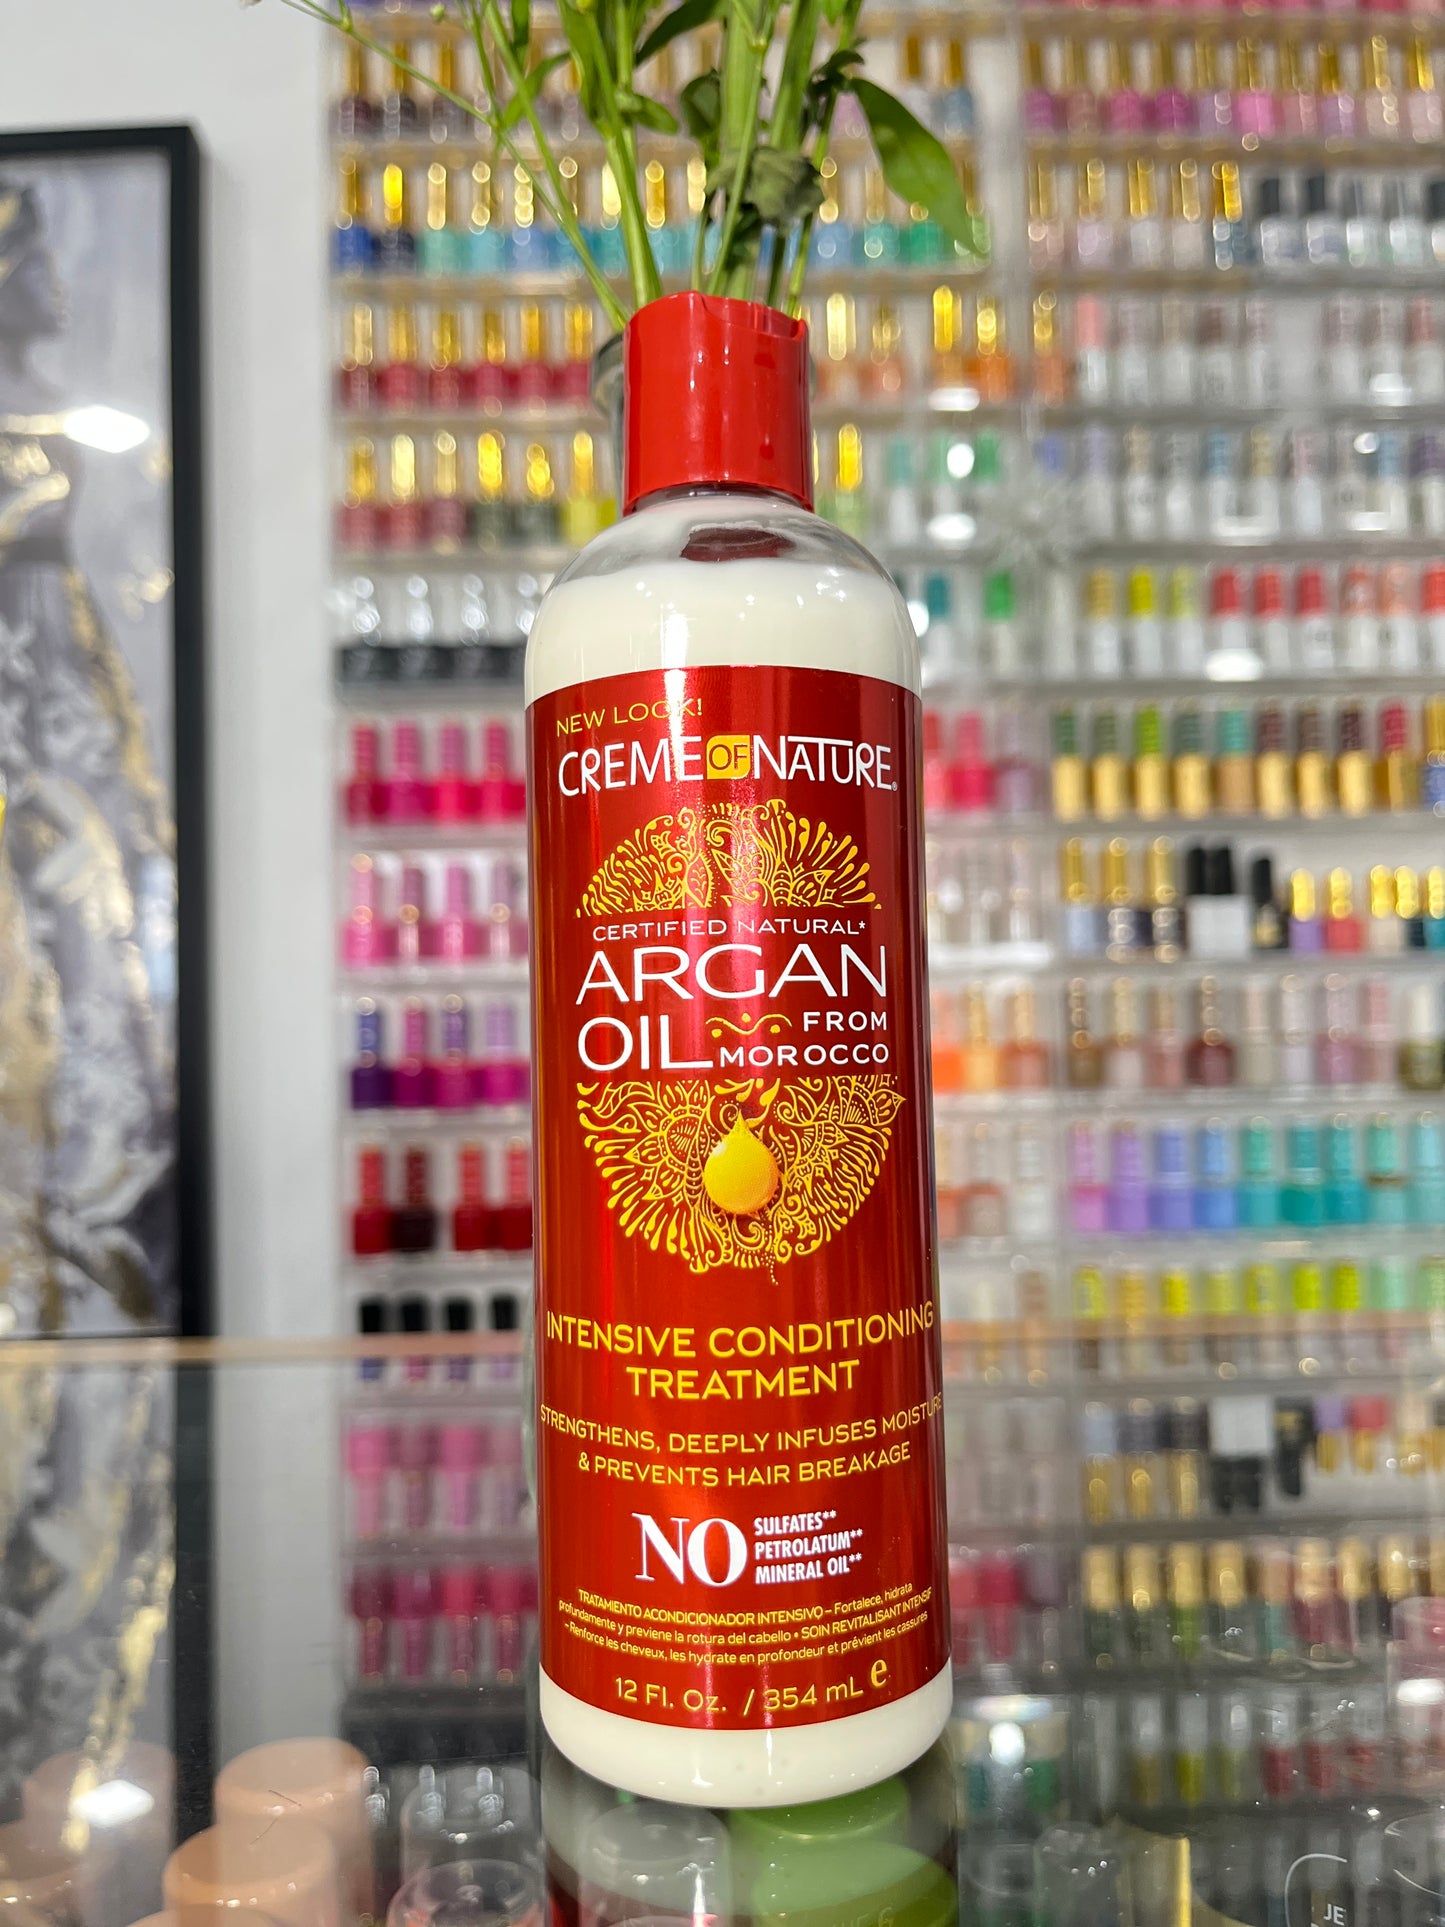 NEW LOOK!
CREME OF NATURE®
CERTIFIED NATURAL*
ARGAN
OIL FROM
MOROCCO
INTENSIVE CONDITIONING
TREATMENT
STRENGTHENS, DEEPLY INFUSES MOISTURE
& PREVENTS HAIR BREAKAGE
NO SULFATES**
PETROLATUM**
MINERAL OIL**
TRATAMIENTO ACONDICIONADOR INTENSIVO – Fortalece, hidrata
profundamente y previene la rotura del cabello • SOIN REVITALISANT INTENSIF
– Renforce les cheveux, les hydrate en profondeur et prévient les cassures
12 Fl. Oz. / 354 mL e
JE